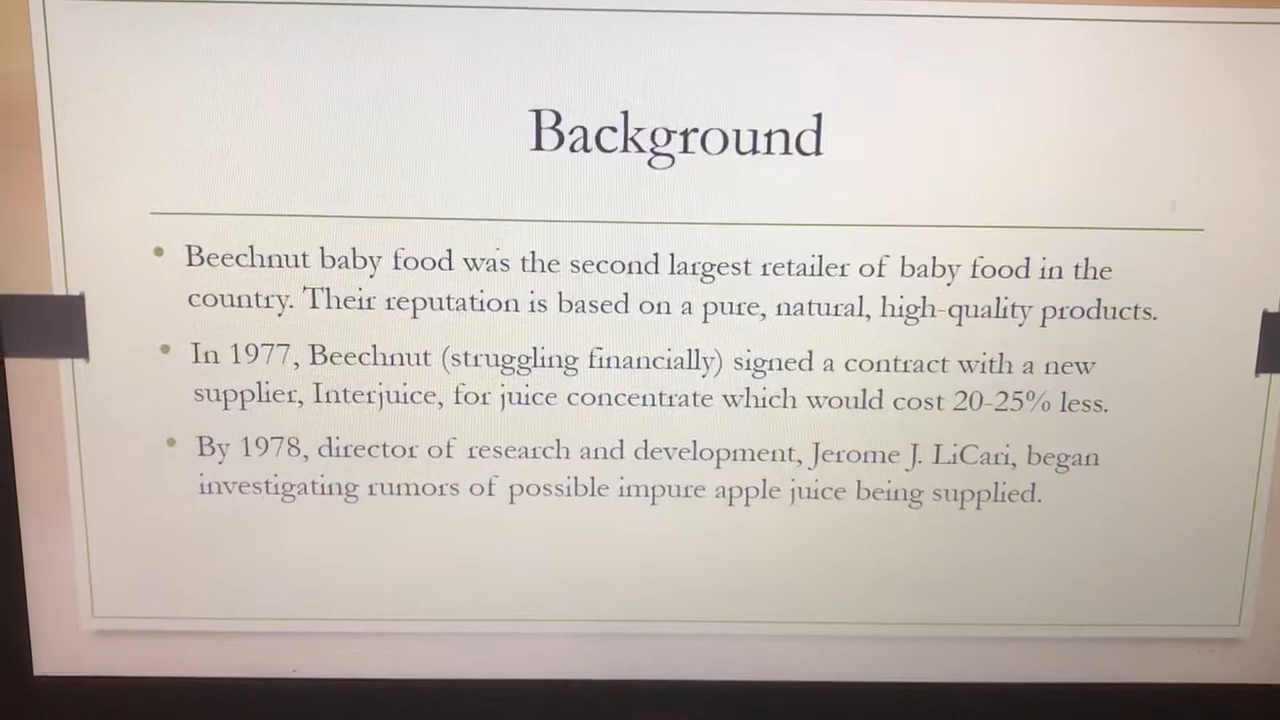 Background
• Beechnut baby food was the second largest retailer of baby food in the
country. Their reputation is based on a pure, natural, high-quality products.
• In 1977, Beechnut (struggling financially) signed a contract with a new
supplier, Interjuice, for juice concentrate which would cost 20-25% less.
• By 1978, director of research and development, Jerome J. LiCari, began
investigating rumors of possible impure apple juice being supplied.